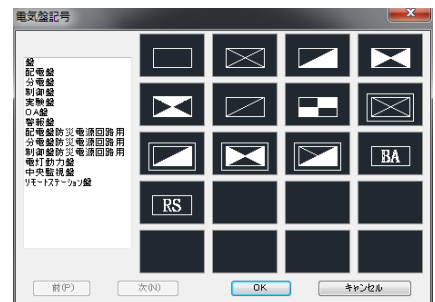 電気盤記号
盤
配電盤
分電盤
制御盤
実験盤
OA盤
警報盤
配電盤防災電源回路用
分電盤防災電源回路用
制御盤防災電源回路用
電灯動力盤
中央監視盤
リモートステーション盤
BA
RS
前(P)
次(N)
OK
キャンセル